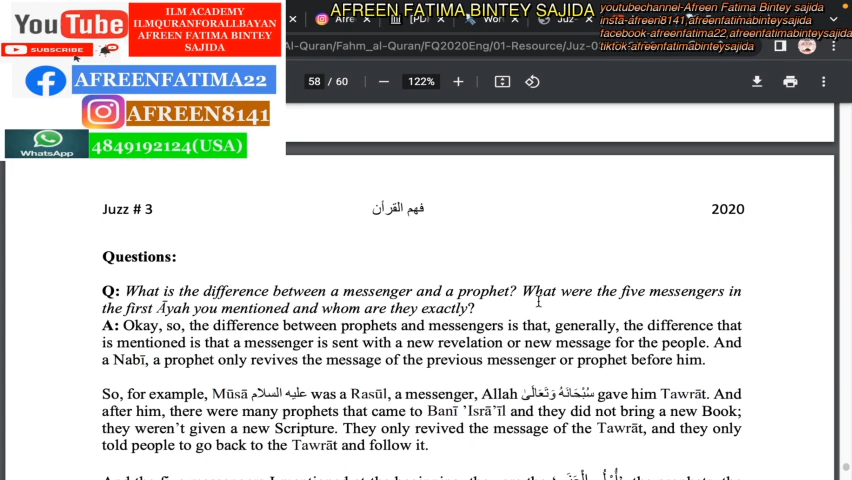 AFREEN FATIMA BINTEY SAJIDA
youtubechannel-Afreen Fatima Bintey sajida
insta-afreen8141,afreenfatimabinteysajida
facebook-afreenfatima22,afreenfatimabinteysajida
tiktok-afreenfatimabinteysajida
YouTube
SUBSCRIBE
ILM ACADEMY
ILMQURANFORALLBAYAN
AFREEN FATIMA BINTEY
SAJIDA
AFREENFATIMA22
AFREEN8141
WhatsApp
4849192124(USA)
Al-Quran/Fahm_al-Quran/FQ2020Eng/01-Resource/Juz-0
58 / 60 — 122% +
Juzz # 3 فهم القرأن 2020
Questions:
Q: What is the difference between a messenger and a prophet? What were the five messengers in
the first Āyah you mentioned and whom are they exactly?
A: Okay, so, the difference between prophets and messengers is that, generally, the difference that
is mentioned is that a messenger is sent with a new revelation or new message for the people. And
a Nabī, a prophet only revives the message of the previous messenger or prophet before him.
So, for example, Mūsā عليه السلام was a Rasūl, a messenger, Allah سُبْحَانَهُ وَتَعَالَىٰ gave him Tawrāt. And
after him, there were many prophets that came to Banī 'Isrā'īl and they did not bring a new Book;
they weren't given a new Scripture. They only revived the message of the Tawrāt, and they only
told people to go back to the Tawrāt and follow it.